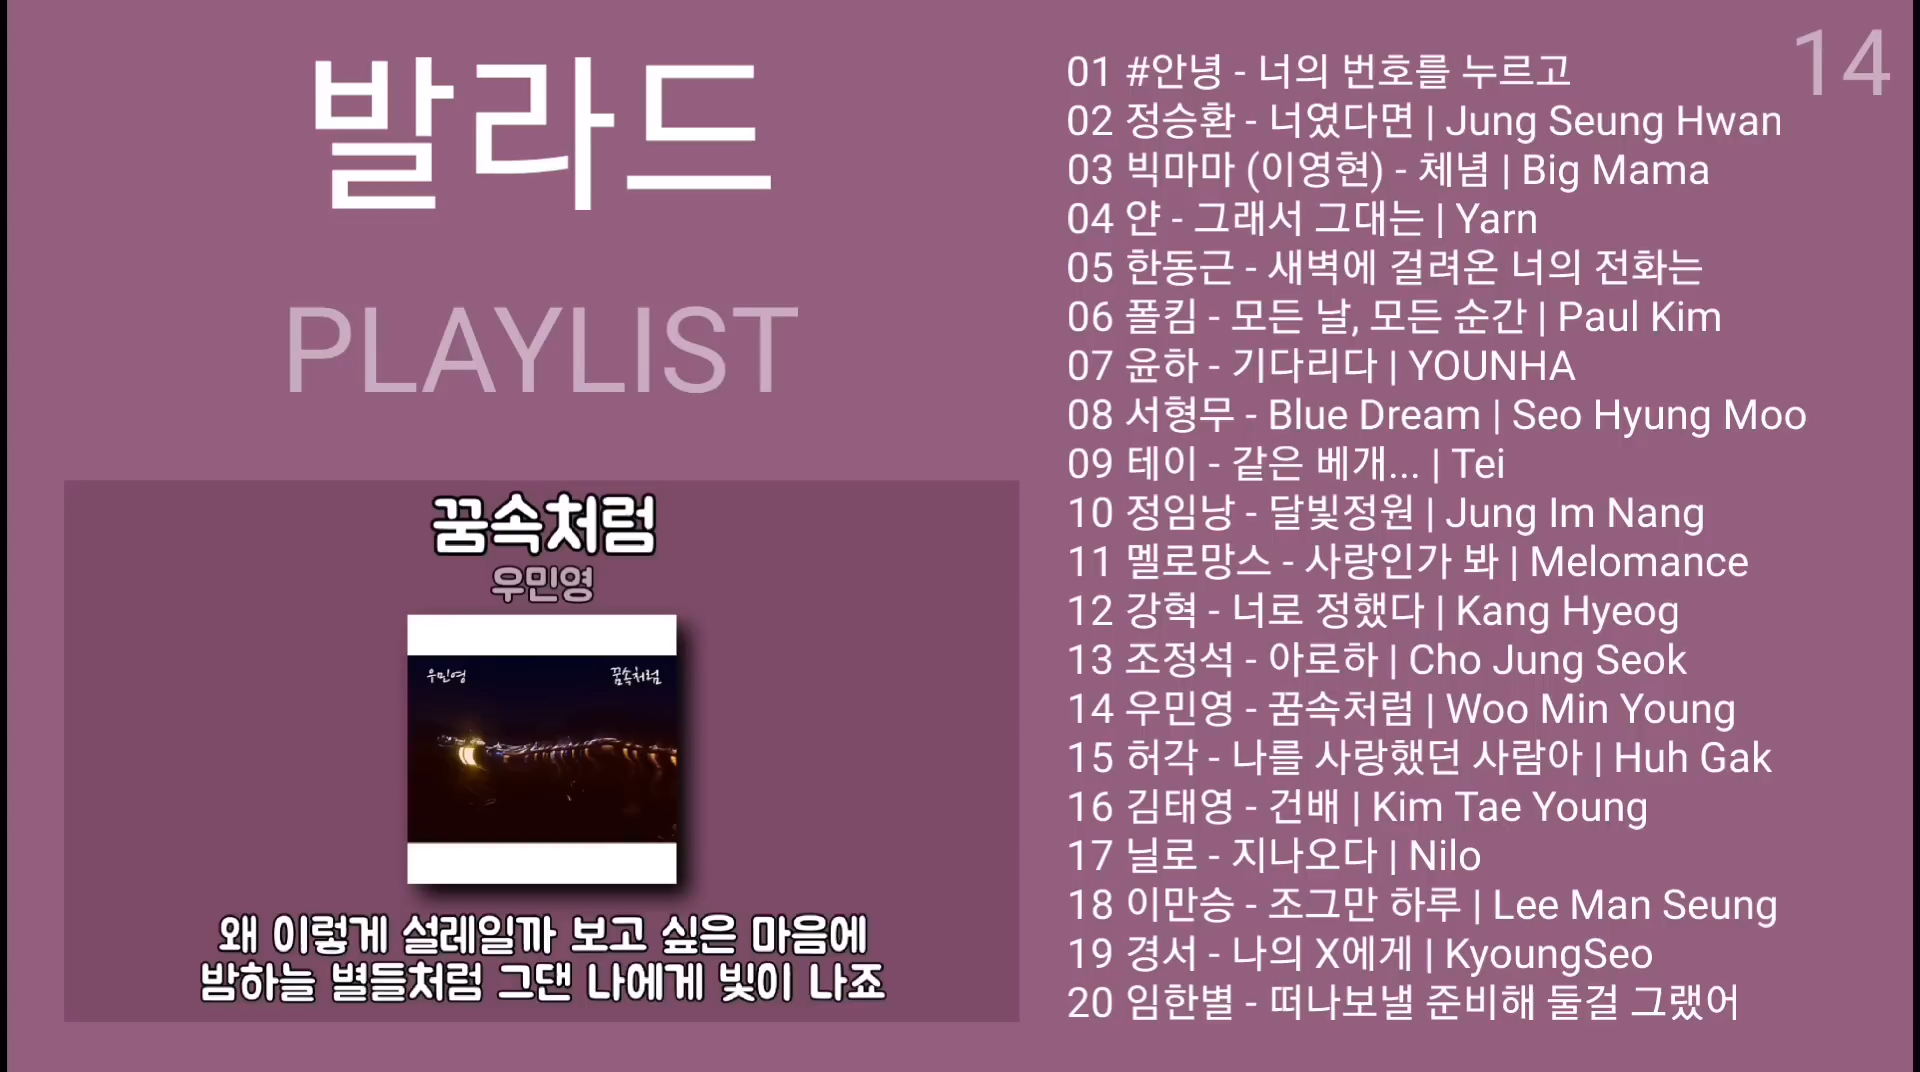 발라드
PLAYLIST
꿈속처럼
우민영
우민영
꿈속처럼
왜 이렇게 설레일까 보고 싶은 마음에
밤하늘 별들처럼 그댄 나에게 빛이 나죠
14
01 #안녕 - 너의 번호를 누르고
02 정승환 - 너였다면 | Jung Seung Hwan
03 빅마마 (이영현) - 체념 | Big Mama
04 얀 - 그래서 그대는 | Yarn
05 한동근 - 새벽에 걸려온 너의 전화는
06 폴킴 - 모든 날, 모든 순간 | Paul Kim
07 윤하 - 기다리다 | YOUNHA
08 서형무 - Blue Dream | Seo Hyung Moo
09 테이 - 같은 베개... | Tei
10 정임낭 - 달빛정원 | Jung Im Nang
11 멜로망스 - 사랑인가 봐 | Melomance
12 강혁 - 너로 정했다 | Kang Hyeog
13 조정석 - 아로하 | Cho Jung Seok
14 우민영 - 꿈속처럼 | Woo Min Young
15 허각 - 나를 사랑했던 사람아 | Huh Gak
16 김태영 - 건배 | Kim Tae Young
17 닐로 - 지나오다 | Nilo
18 이만승 - 조그만 하루 | Lee Man Seung
19 경서 - 나의 X에게 | KyoungSeo
20 임한별 - 떠나보낼 준비해 둘걸 그랬어